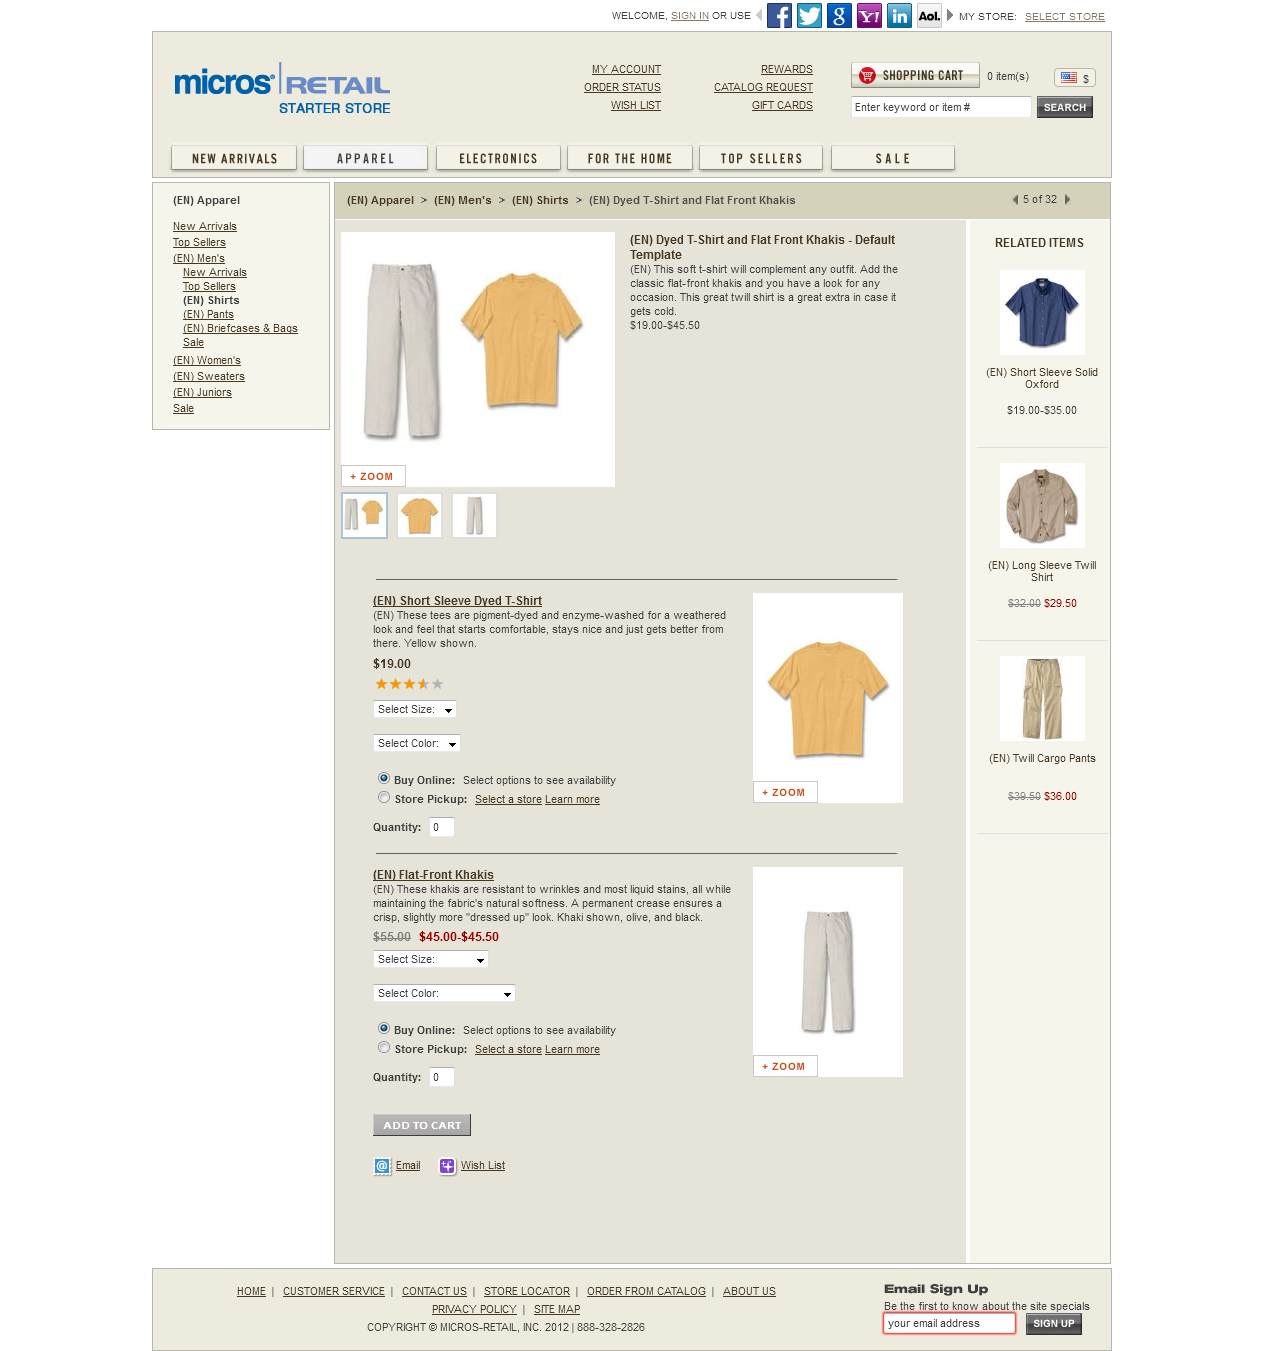 WELCOME, SIGN IN OR USE
Aol.
MY STORE: SELECT STORE
micros RETAIL
STARTER STORE
MY ACCOUNT
ORDER STATUS
WISH LIST
REWARDS
CATALOG REQUEST
GIFT CARDS
SHOPPING CART 0 item(s) $
Enter keyword or item # SEARCH
NEW ARRIVALS APPAREL ELECTRONICS FOR THE HOME TOP SELLERS SALE
(EN) Apparel
New Arrivals
Top Sellers
(EN) Men's
New Arrivals
Top Sellers
(EN) Shirts
(EN) Pants
(EN) Briefcases & Bags
Sale
(EN) Women's
(EN) Sweaters
(EN) Juniors
Sale
(EN) Apparel > (EN) Men's > (EN) Shirts > (EN) Dyed T-Shirt and Flat Front Khakis
5 of 32
+ ZOOM
(EN) Dyed T-Shirt and Flat Front Khakis - Default
Template
(EN) This soft t-shirt will complement any outfit. Add the
classic flat-front khakis and you have a look for any
occasion. This great twill shirt is a great extra in case it
gets cold.
$19.00-$45.50
(EN) Short Sleeve Dyed T-Shirt
(EN) These tees are pigment-dyed and enzyme-washed for a weathered
look and feel that starts comfortable, stays nice and just gets better from
there. Yellow shown.
$19.00
Select Size:
Select Color:
Buy Online: Select options to see availability
Store Pickup: Select a store Learn more
Quantity: 0
+ ZOOM
(EN) Flat-Front Khakis
(EN) These khakis are resistant to wrinkles and most liquid stains, all while
maintaining the fabric's natural softness. A permanent crease ensures a
crisp, slightly more "dressed up" look. Khaki shown, olive, and black.
$55.00 $45.00-$45.50
Select Size:
Select Color:
Buy Online: Select options to see availability
Store Pickup: Select a store Learn more
Quantity: 0
+ ZOOM
ADD TO CART
Email Wish List
RELATED ITEMS
(EN) Short Sleeve Solid
Oxford
$19.00-$35.00
(EN) Long Sleeve Twill
Shirt
$32.00 $29.50
(EN) Twill Cargo Pants
$39.50 $36.00
HOME | CUSTOMER SERVICE | CONTACT US | STORE LOCATOR | ORDER FROM CATALOG | ABOUT US
PRIVACY POLICY | SITE MAP
COPYRIGHT © MICROS-RETAIL, INC. 2012 | 888-328-2826
Email Sign Up
Be the first to know about the site specials
your email address SIGN UP